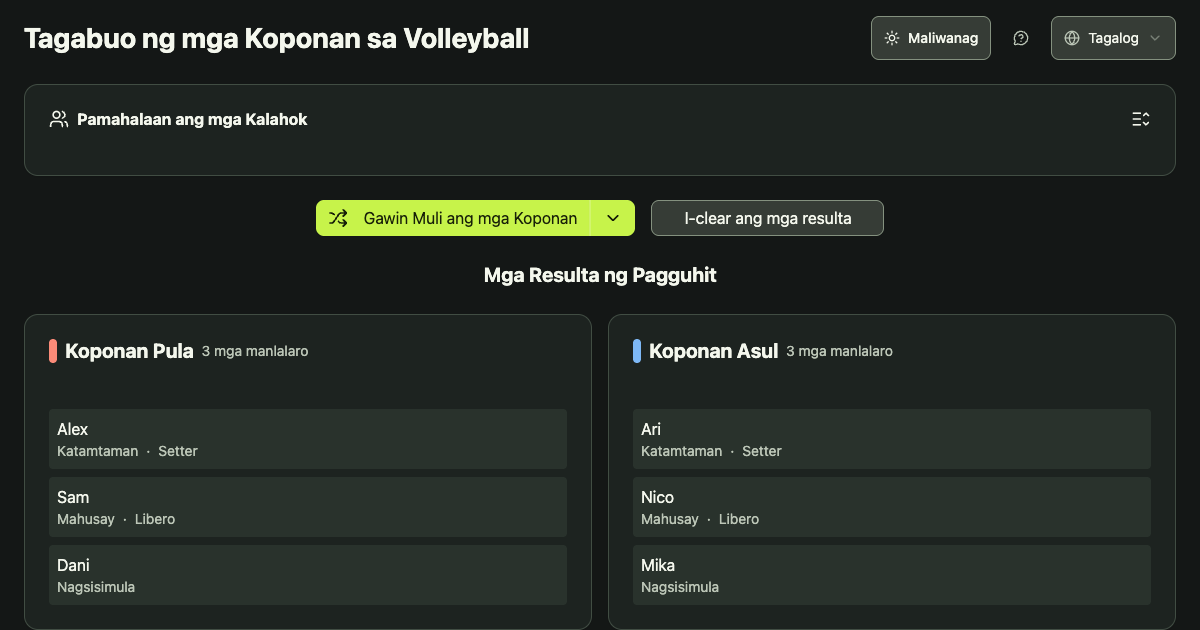 Tagabuo ng mga Koponan sa Volleyball
Maliwanag
Tagalog
Pamahalaan ang mga Kalahok
Gawin Muli ang mga Koponan
I-clear ang mga resulta
Mga Resulta ng Pagguhit
Koponan Pula 3 mga manlalaro
Alex
Katamtaman · Setter
Sam
Mahusay · Libero
Dani
Nagsisimula
Koponan Asul 3 mga manlalaro
Ari
Katamtaman · Setter
Nico
Mahusay · Libero
Mika
Nagsisimula